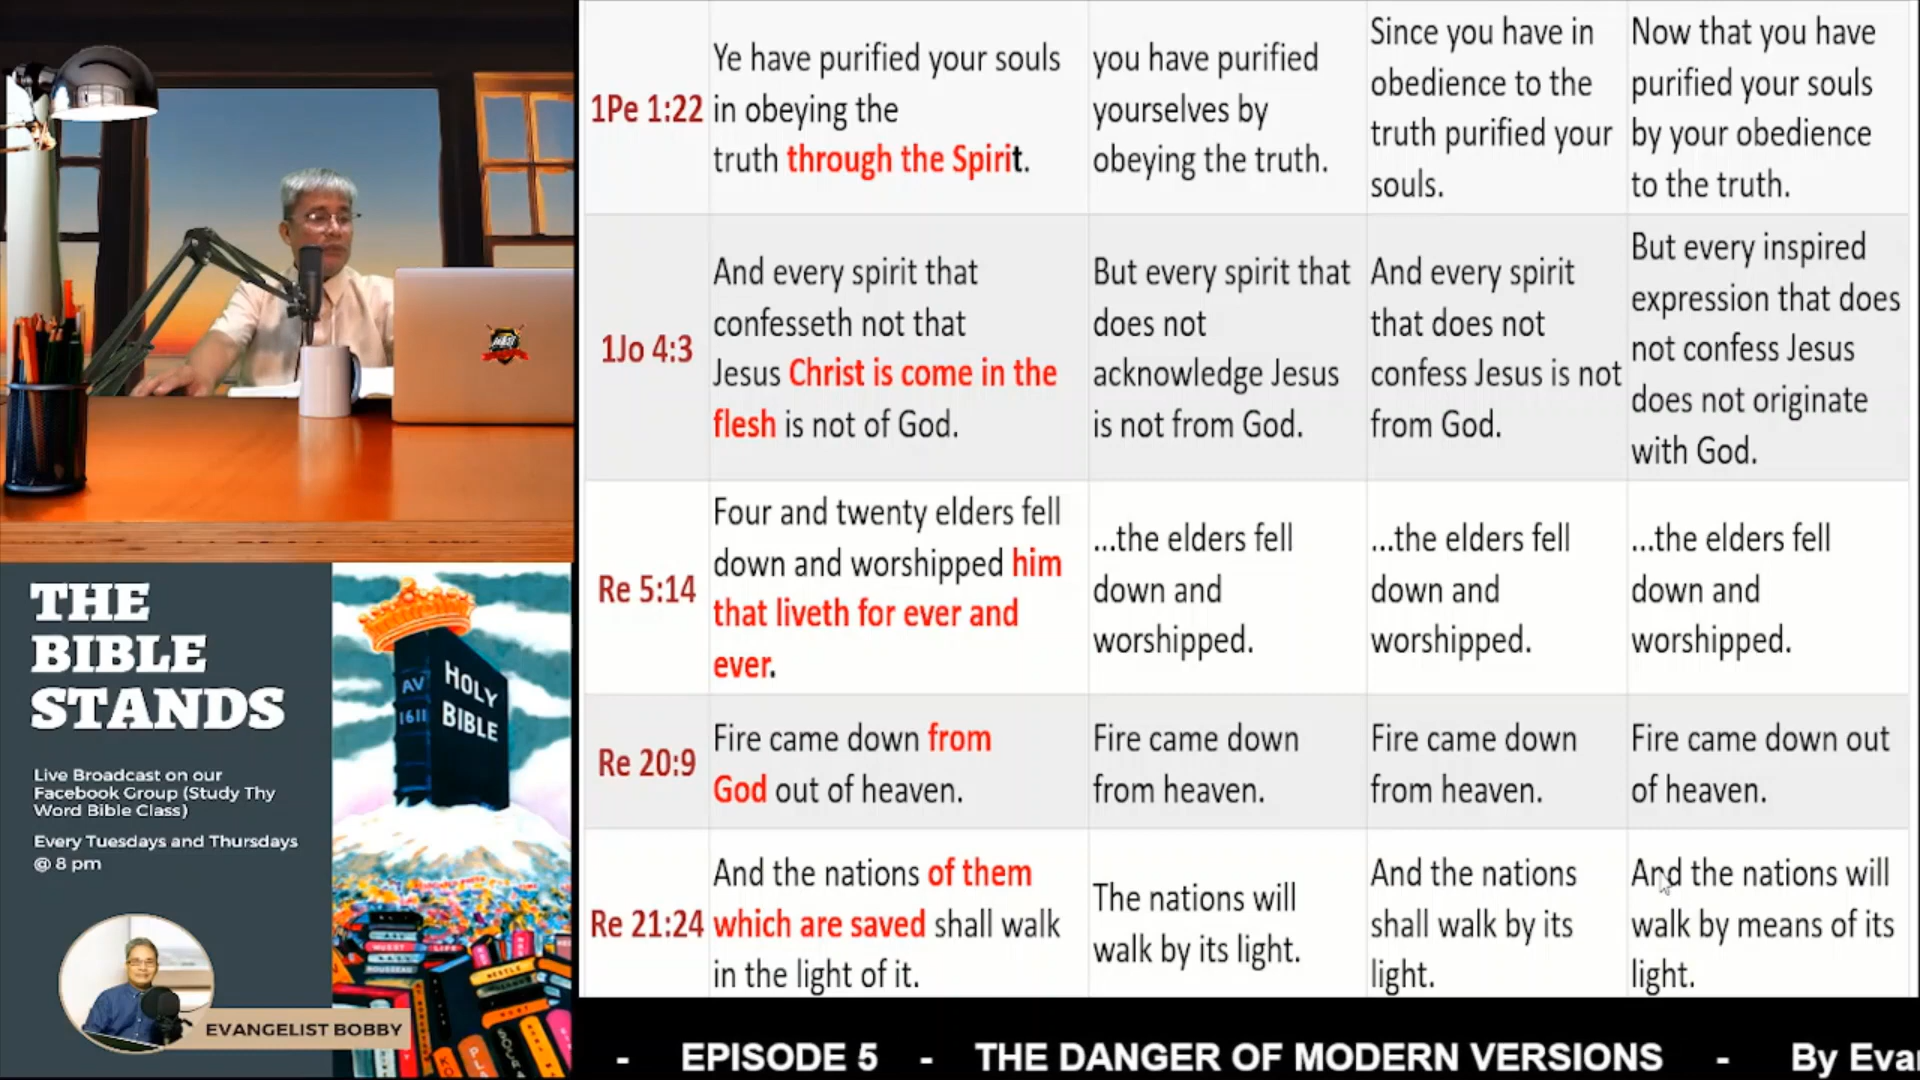 1Pe 1:22
Ye have purified your souls
in obeying the
truth through the Spirit.
you have purified
yourselves by
obeying the truth.
Since you have in
obedience to the
truth purified your
souls.
Now that you have
purified your souls
by your obedience
to the truth.
1Jo 4:3
And every spirit that
confesseth not that
Jesus Christ is come in the
flesh is not of God.
But every spirit that
does not
acknowledge Jesus
is not from God.
And every spirit
that does not
confess Jesus is not
from God.
But every inspired
expression that does
not confess Jesus
does not originate
with God.
Re 5:14
Four and twenty elders fell
down and worshipped him
that liveth for ever and
ever.
...the elders fell
down and
worshipped.
...the elders fell
down and
worshipped.
...the elders fell
down and
worshipped.
Re 20:9
Fire came down from
God out of heaven.
Fire came down
from heaven.
Fire came down
from heaven.
Fire came down out
of heaven.
Re 21:24
And the nations of them
which are saved shall walk
in the light of it.
The nations will
walk by its light.
And the nations
shall walk by its
light.
And the nations will
walk by means of its
light.
THE
BIBLE
STANDS
Live Broadcast on our
Facebook Group (Study Thy
Word Bible Class)
Every Tuesdays and Thursdays
@ 8 pm
EVANGELIST BOBBY
HOLY
BIBLE
AV
1611
- EPISODE 5 - THE DANGER OF MODERN VERSIONS - By Eva